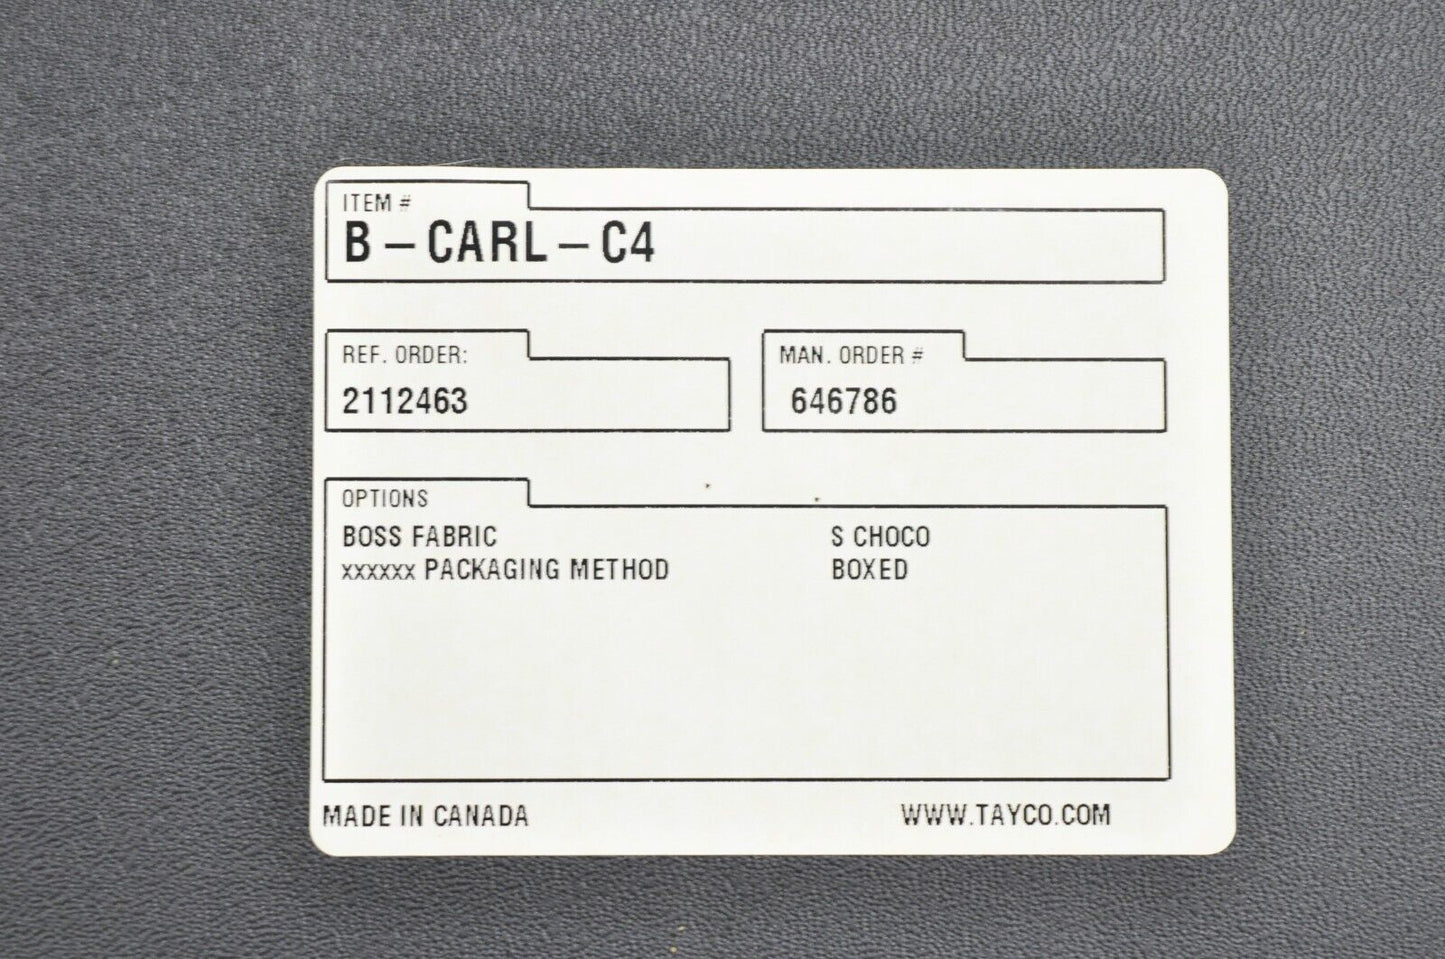 ITEM #
B – CARL – C4
REF. ORDER:
MAN. ORDER #
2112463
646786
OPTIONS
BOSS FABRIC S CHOCO
xxxxxx PACKAGING METHOD BOXED
MADE IN CANADA WWW.TAYCO.COM